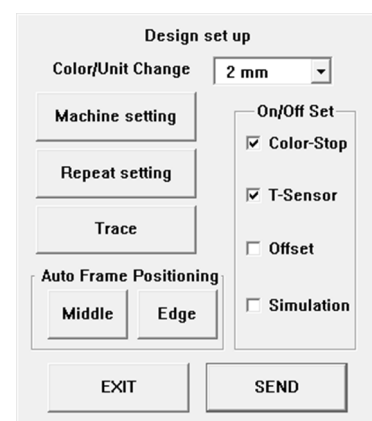 Design set up
Color/Unit Change
2 mm
Machine setting
Repeat setting
Trace
On/Off Set
Color-Stop
T-Sensor
Offset
Simulation
Auto Frame Positioning
Middle
Edge
EXIT
SEND